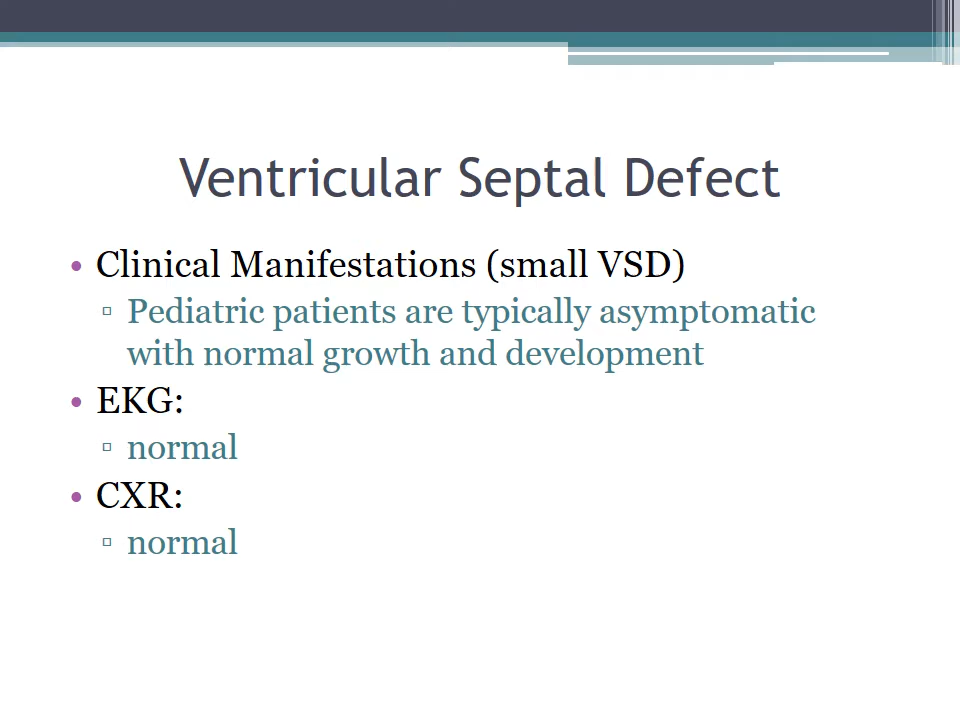 Ventricular Septal Defect
• Clinical Manifestations (small VSD)
▫ Pediatric patients are typically asymptomatic
with normal growth and development
• EKG:
▫ normal
• CXR:
▫ normal